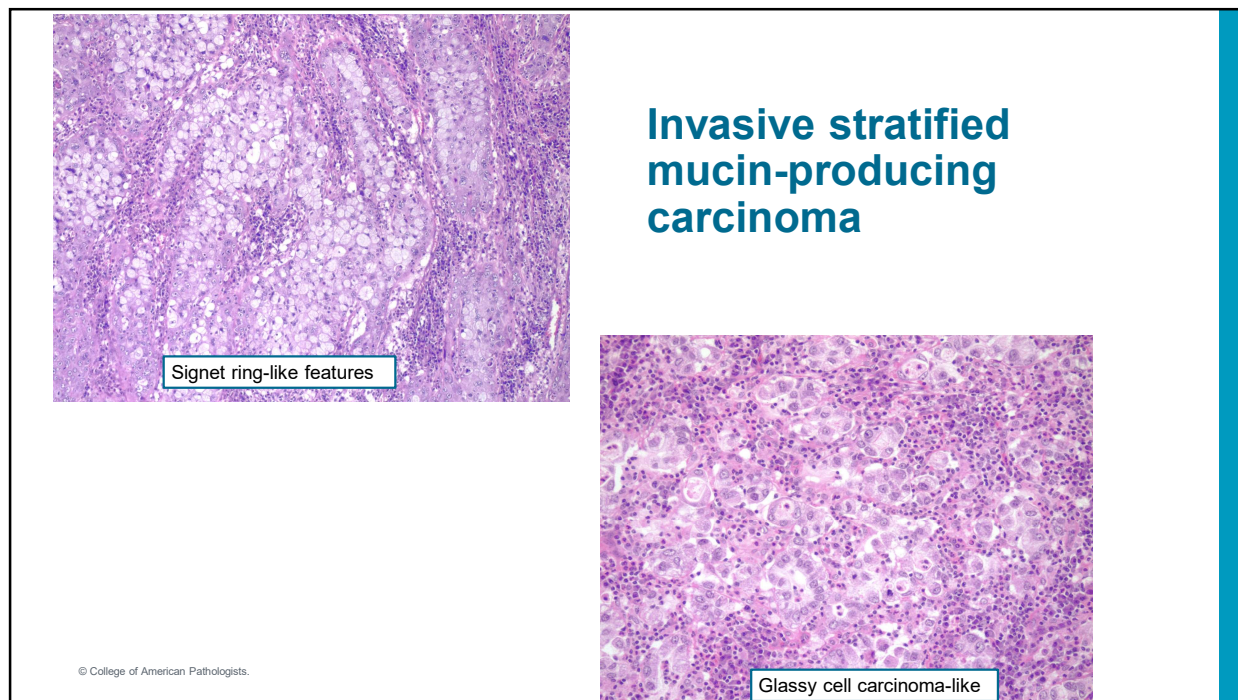 Invasive stratified
mucin-producing
carcinoma
Signet ring-like features
Glassy cell carcinoma-like
© College of American Pathologists.